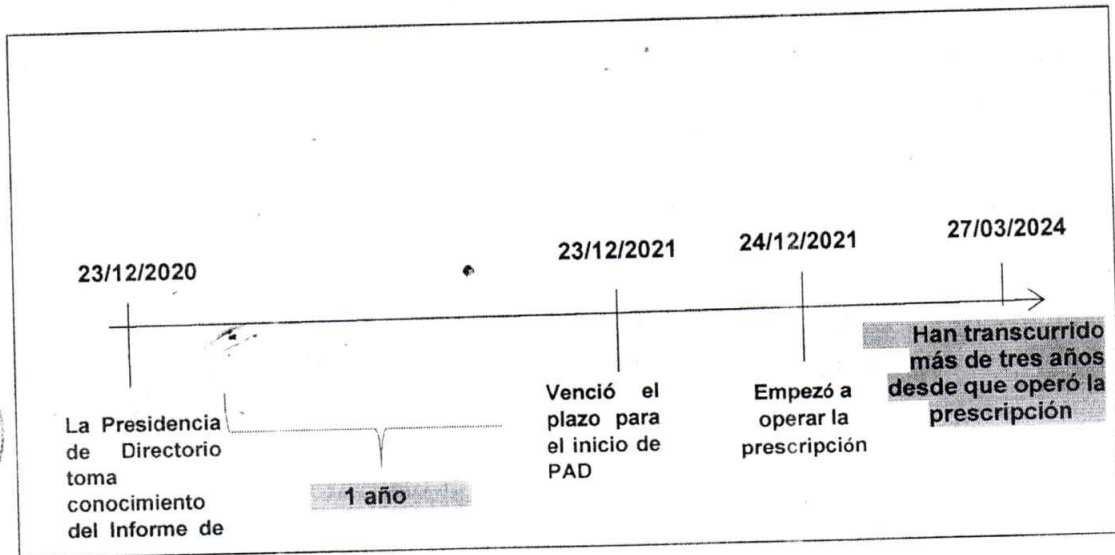 23/12/2020
23/12/2021
24/12/2021
27/03/2024
La Presidencia
de Directorio
toma
conocimiento
del Informe de
1 año
Venció el
plazo para
el inicio de
PAD
Empezó a
operar la
prescripción
Han transcurrido
más de tres años
desde que operó la
prescripción